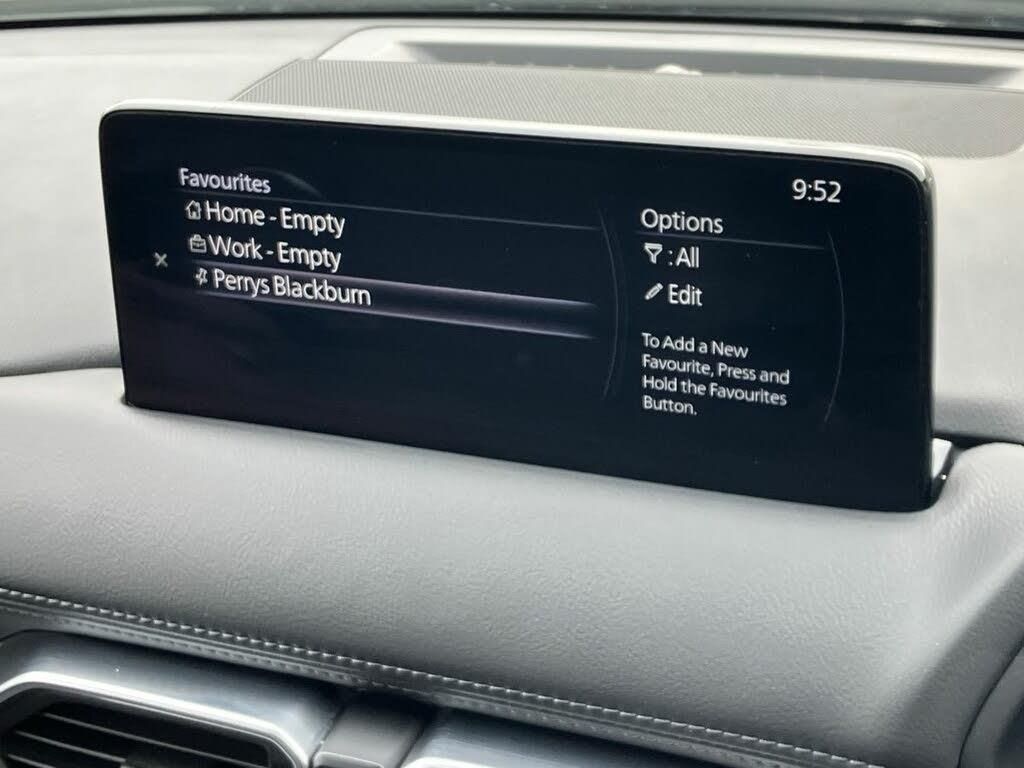 Favourites
Home - Empty
Work - Empty
Perrys Blackburn
9:52
Options
: All
Edit
To Add a New
Favourite, Press and
Hold the Favourites
Button.